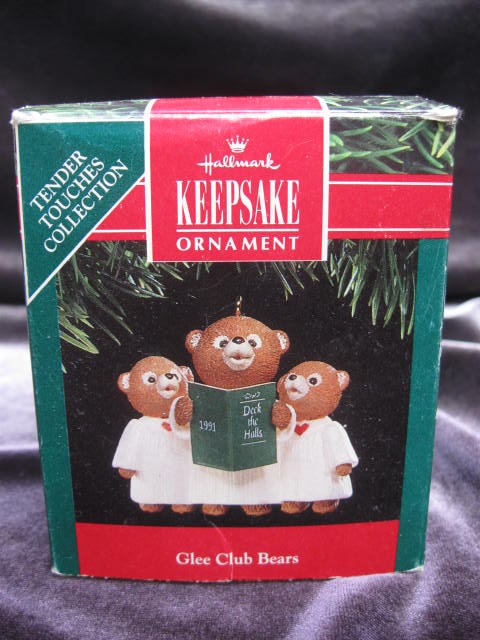 TENDER
TOUCHES
COLLECTION
Hallmark
KEEPSAKE
ORNAMENT
1991
Deck
the
Halls
Glee Club Bears